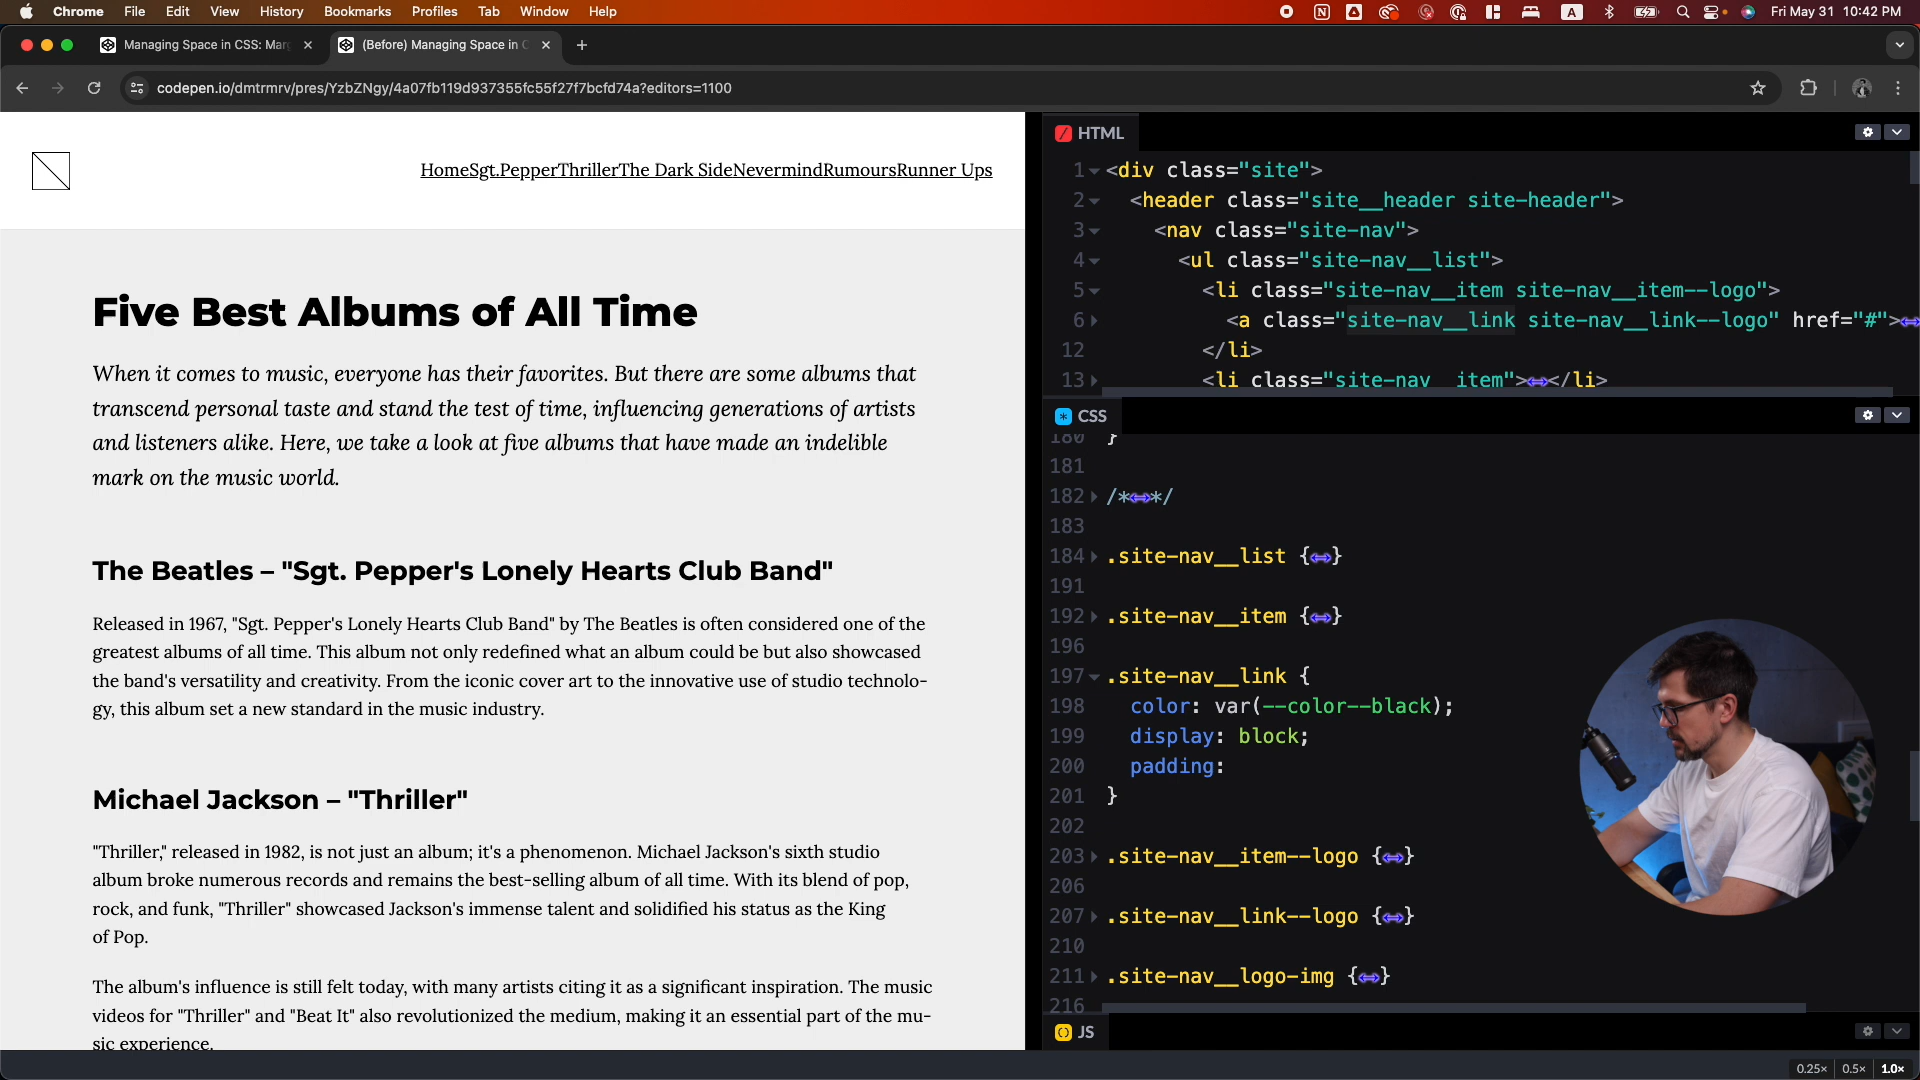 Chrome File Edit View History Bookmarks Profiles Tab Window Help
A
Fri May 31 10:42 PM
Managing Space in CSS: Mar
(Before) Managing Space in C
codepen.io/dmtrmrv/pres/YzbZNgy/4a07fb119d937355fc55f27f7bcfd74a?editors=1100
HomeSgt.PepperThrillerThe Dark SideNevermindRumoursRunner Ups
Five Best Albums of All Time
When it comes to music, everyone has their favorites. But there are some albums that
transcend personal taste and stand the test of time, influencing generations of artists
and listeners alike. Here, we take a look at five albums that have made an indelible
mark on the music world.
The Beatles – "Sgt. Pepper's Lonely Hearts Club Band"
Released in 1967, "Sgt. Pepper's Lonely Hearts Club Band" by The Beatles is often considered one of the
greatest albums of all time. This album not only redefined what an album could be but also showcased
the band's versatility and creativity. From the iconic cover art to the innovative use of studio technolo-
gy, this album set a new standard in the music industry.
Michael Jackson – "Thriller"
"Thriller," released in 1982, is not just an album; it's a phenomenon. Michael Jackson's sixth studio
album broke numerous records and remains the best-selling album of all time. With its blend of pop,
rock, and funk, "Thriller" showcased Jackson's immense talent and solidified his status as the King
of Pop.
The album's influence is still felt today, with many artists citing it as a significant inspiration. The music
videos for "Thriller" and "Beat It" also revolutionized the medium, making it an essential part of the mu-
sic experience.
HTML
1 <div class="site">
2 <header class="site__header site-header">
3 <nav class="site-nav">
4 <ul class="site-nav__list">
5 <li class="site-nav__item site-nav__item--logo">
6 <a class="site-nav__link site-nav__link--logo" href="#">
12 </li>
13 <li class="site-nav__item"></li>
CSS
180 }
181
182 /**/
183
184 .site-nav__list {}
191
192 .site-nav__item {}
196
197 .site-nav__link {
198 color: var(--color--black);
199 display: block;
200 padding:
201 }
202
203 .site-nav__item--logo {}
206
207 .site-nav__link--logo {}
210
211 .site-nav__logo-img {}
216
JS
0.25× 0.5× 1.0×